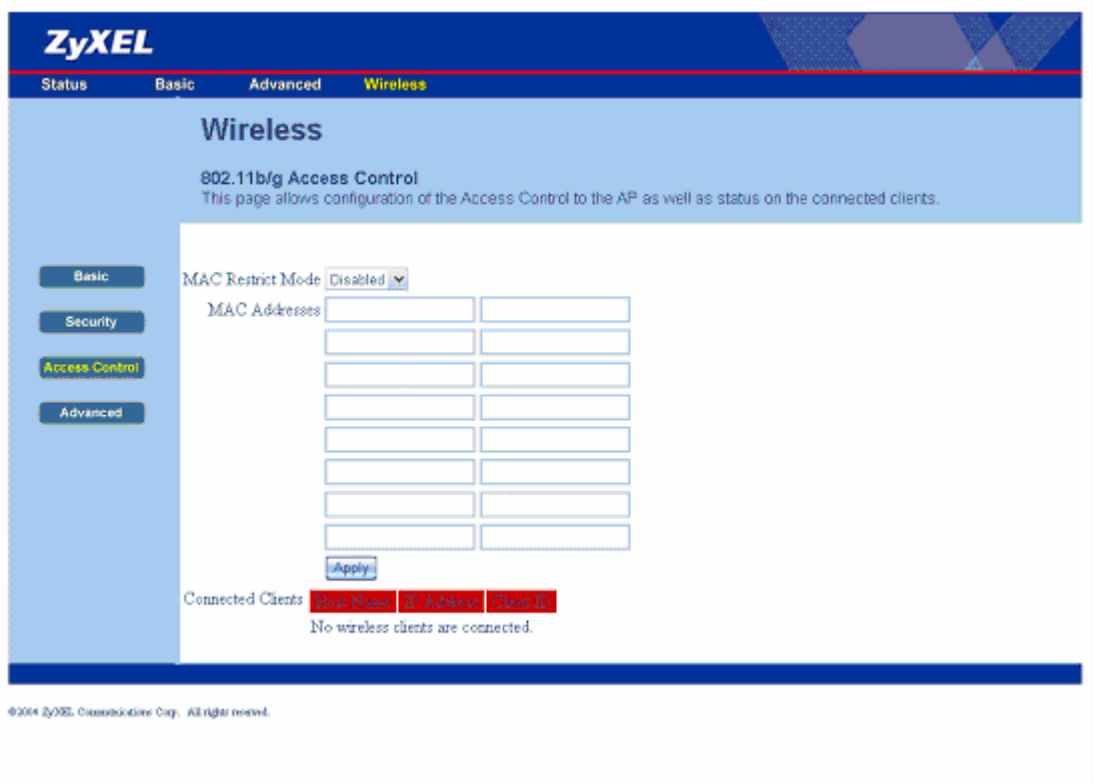 ZyXEL
Status Basic Advanced Wireless
Wireless
802.11b/g Access Control
This page allows configuration of the Access Control to the AP as well as status on the connected clients.
Basic
Security
Access Control
Advanced
MAC Restrict Mode Disabled
MAC Addresses
Apply
Connected Clients Host Name IP Address Client ID
No wireless clients are connected.
©2004 ZyXEL Communications Corp. All rights reserved.